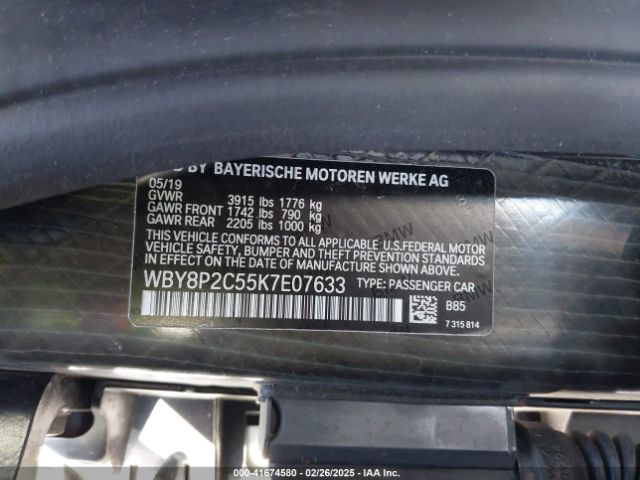 BY BAYERISCHE MOTOREN WERKE AG
05/19
GVWR 3915 lbs 1776 kg
GAWR FRONT 1742 lbs 790 kg
GAWR REAR 2205 lbs 1000 kg
THIS VEHICLE CONFORMS TO ALL APPLICABLE U.S.FEDERAL MOTOR
VEHICLE SAFETY, BUMPER, AND THEFT PREVENTION STANDARDS
IN EFFECT ON THE DATE OF MANUFACTURE SHOWN ABOVE.
WBY8P2C55K7E07633 TYPE: PASSENGER CAR
B85
7 315 814
000-41674580 - 02/26/2025 - IAA Inc.